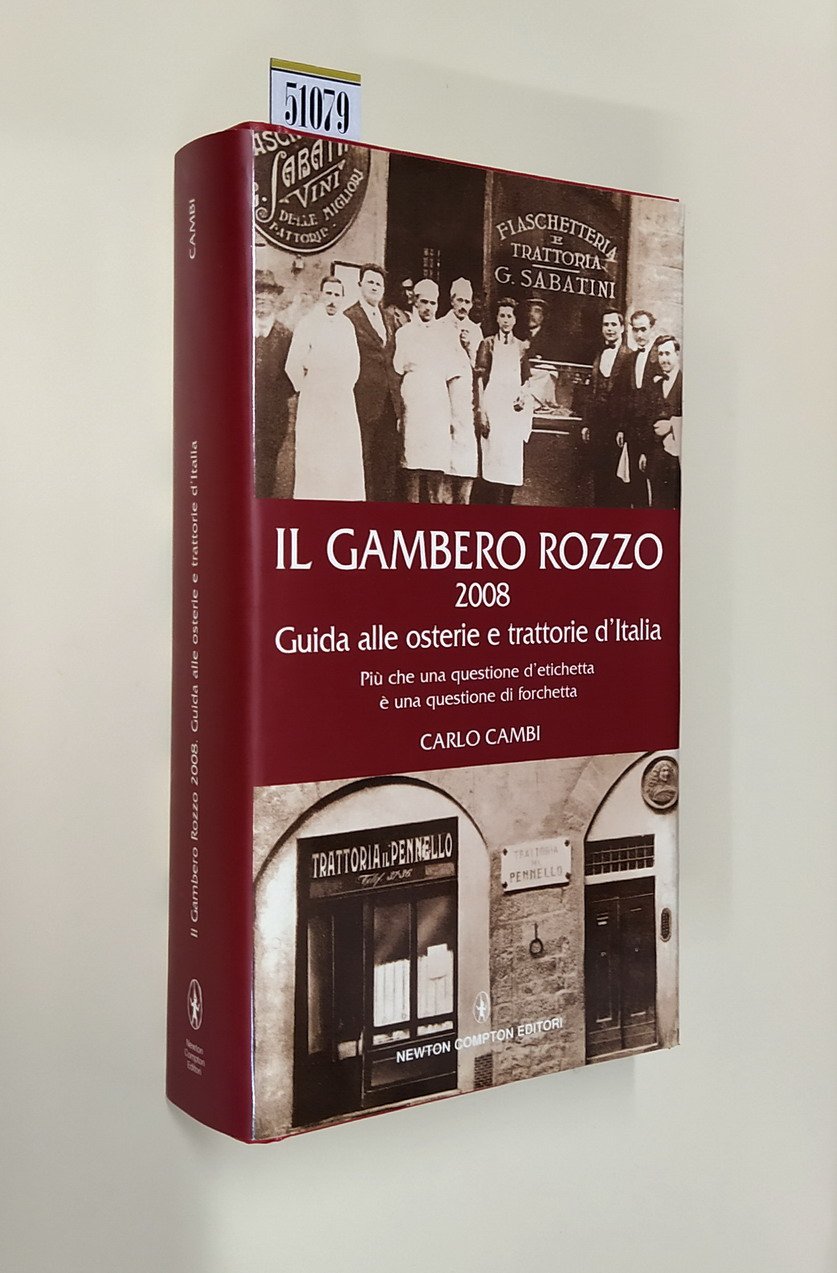 51079
CAMBI
Il Gambero Rozzo 2008. Guida alle osterie e trattorie d'Italia
Newton
Compton
Editori
SABATI
VINI
DELLE MIGLIORI
FATTORIE
FIASCHETTERIA
E
TRATTORIA
G. SABATINI
IL GAMBERO ROZZO
2008
Guida alle osterie e trattorie d'Italia
Più che una questione d'etichetta
è una questione di forchetta
CARLO CAMBI
TRATTORIA IL PENNELLO
TRATTORIA
PENNELLO
NEWTON COMPTON EDITORI